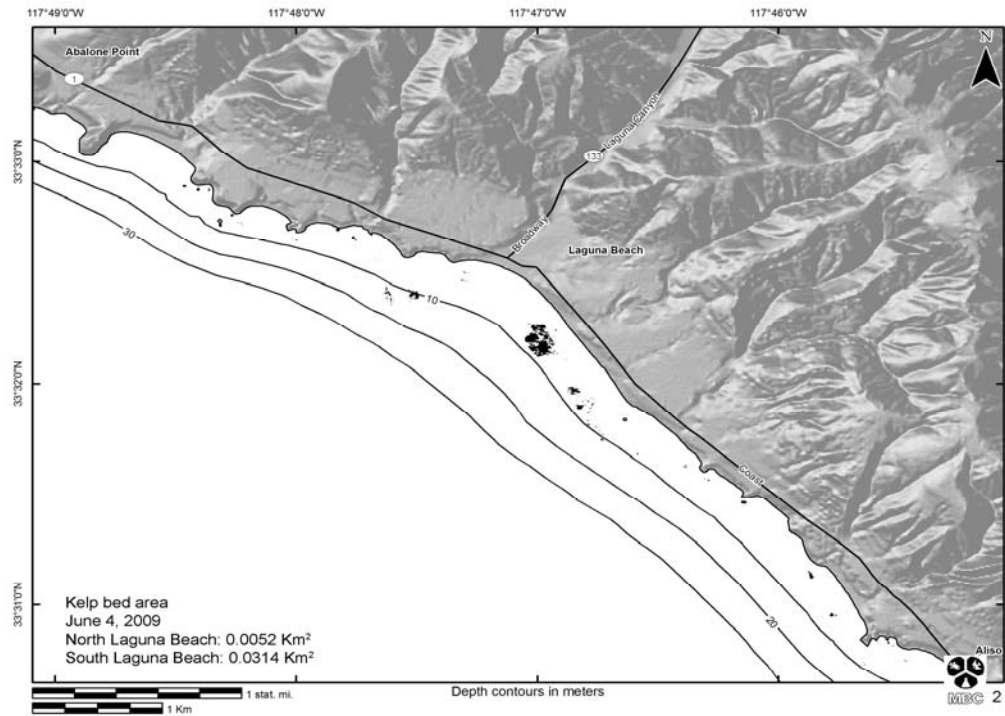 117°49'0"W
117°48'0"W
117°47'0"W
117°46'0"W
N
Abalone Point
1
Laguna Canyon
133
33°33'0"N
Broadway
Laguna Beach
30
10
33°32'0"N
Coast
33°31'0"N
20
Kelp bed area
June 4, 2009
North Laguna Beach: 0.0052 Km²
South Laguna Beach: 0.0314 Km²
Aliso
1 stat. mi.
1 Km
Depth contours in meters
MBC 2